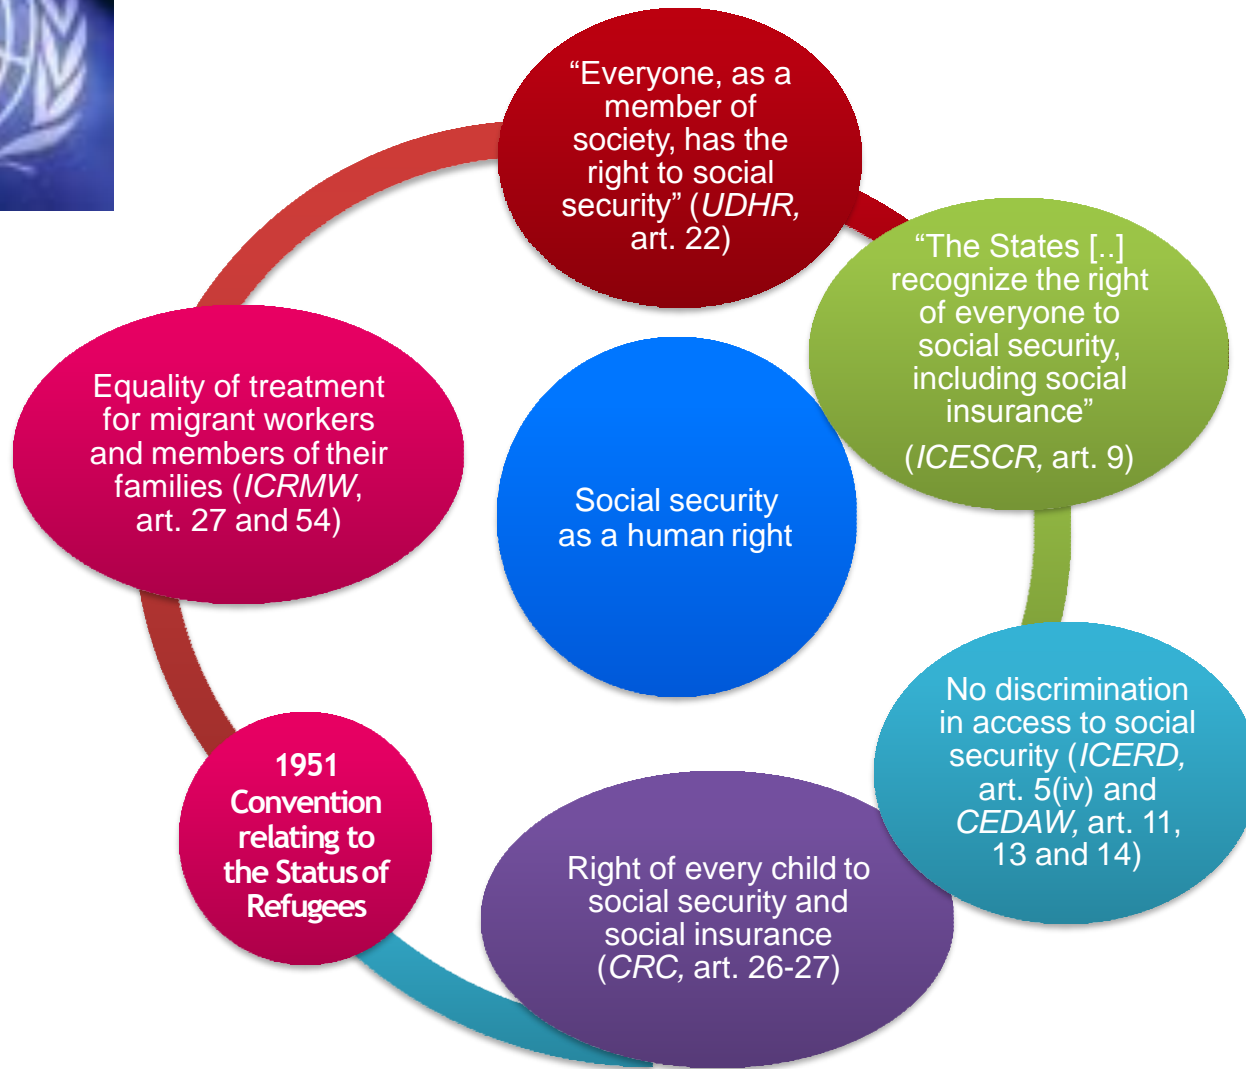 “Everyone, as a
member of
society, has the
right to social
security” (UDHR,
art. 22)
“The States [..]
recognize the right
of everyone to
social security,
including social
insurance”
(ICESCR, art. 9)
Equality of treatment
for migrant workers
and members of their
families (ICRMW,
art. 27 and 54)
Social security
as a human right
No discrimination
in access to social
security (ICERD,
art. 5(iv) and
CEDAW, art. 11,
13 and 14)
1951
Convention
relating to
the Status of
Refugees
Right of every child to
social security and
social insurance
(CRC, art. 26-27)